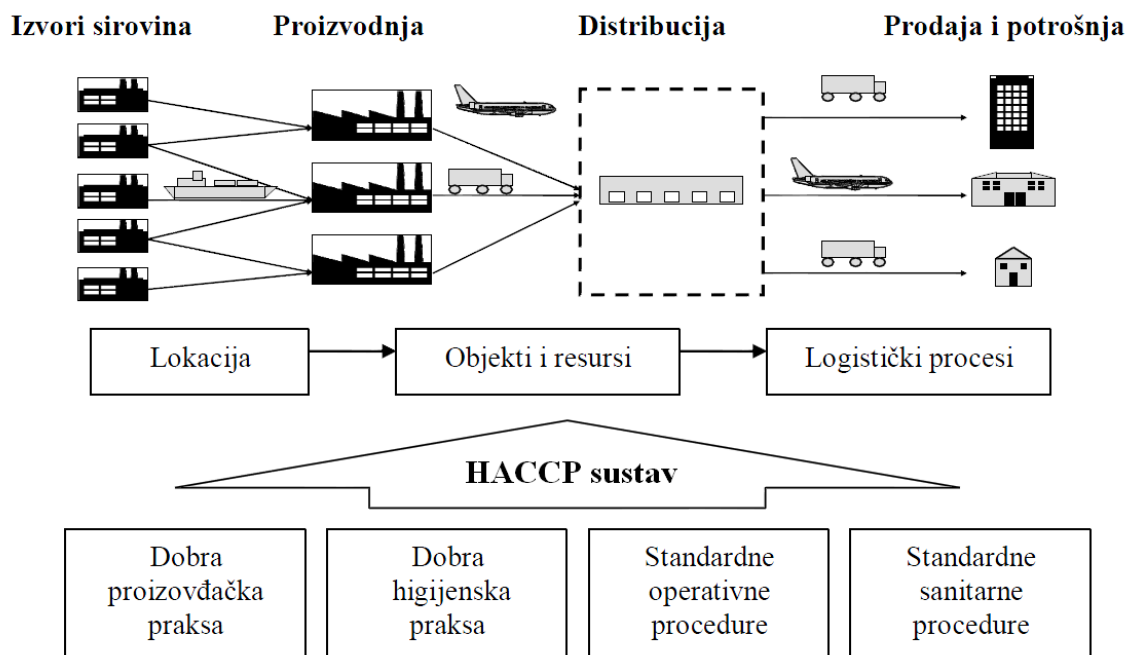 Izvori sirovina
Proizvodnja
Distribucija
Prodaja i potrošnja
Lokacija
Objekti i resursi
Logistički procesi
HACCP sustav
Dobra
proizovđačka
praksa
Dobra
higijenska
praksa
Standardne
operativne
procedure
Standardne
sanitarne
procedure